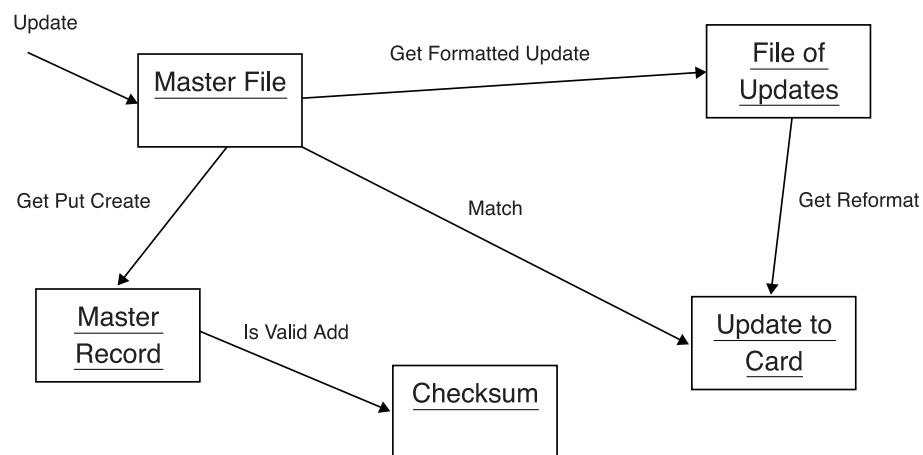 Update
Master File
Get Formatted Update
File of
Updates
Get Put Create
Match
Get Reformat
Master
Record
Is Valid Add
Update to
Card
Checksum